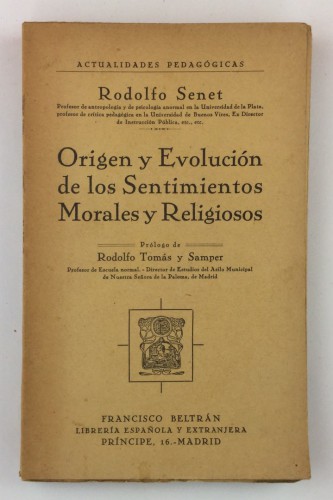 ACTUALIDADES PEDAGÓGICAS
Rodolfo Senet
Profesor de antropología y de psicología anormal en la Universidad de la Plata,
profesor de crítica pedagógica en la Universidad de Buenos Vires, Ex Director
de Instrucción Pública, etc., etc.
Origen y Evolución
de los Sentimientos
Morales y Religiosos
Prólogo de
Rodolfo Tomás y Samper
Profesor de Escuela normal. - Director de Estudios del Asilo Municipal
de Nuestra Señora de la Paloma, de Madrid
FRANCISCO BELTRÁN
LIBRERÍA ESPAÑOLA Y EXTRANJERA
PRÍNCIPE, 16.-MADRID